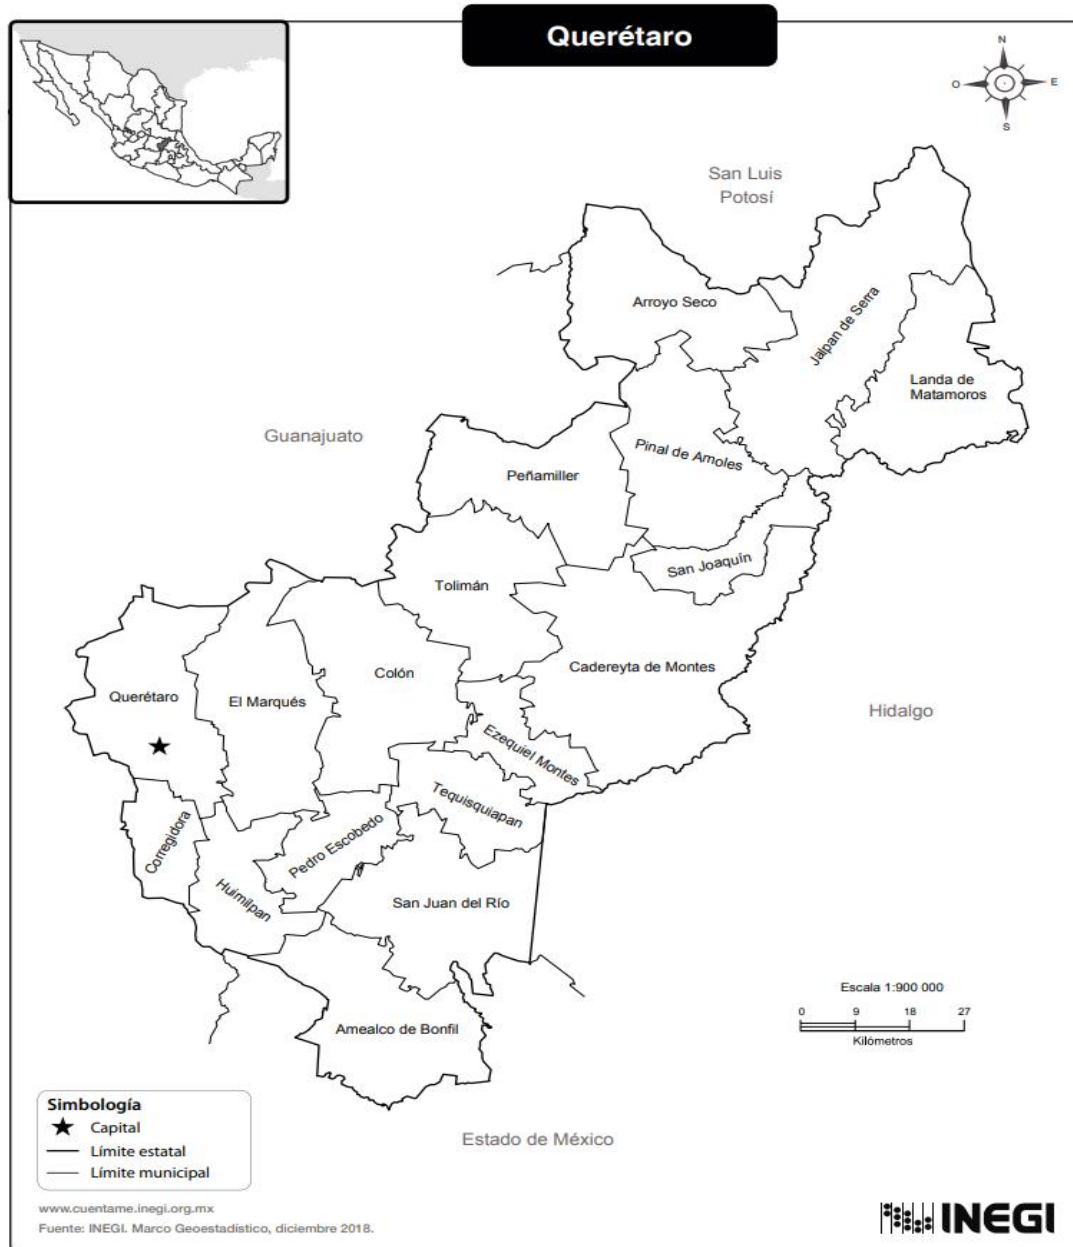 Querétaro
N
O
E
S
San Luis
Potosí
Arroyo Seco
Jalpan de Serra
Landa de
Matamoros
Guanajuato
Pinal de Amoles
Peñamiller
San Joaquín
Tolimán
Cadereyta de Montes
Colón
Querétaro
El Marqués
Hidalgo
Ezequiel Montes
Tequisquiapan
Corregidora
Pedro Escobedo
Huimilpan
San Juan del Río
Escala 1:900 000
0 9 18 27
Kilómetros
Amealco de Bonfil
Simbología
Capital
Límite estatal
Límite municipal
Estado de México
www.cuentame.inegi.org.mx
Fuente: INEGI. Marco Geoestadístico, diciembre 2018.
INEGI